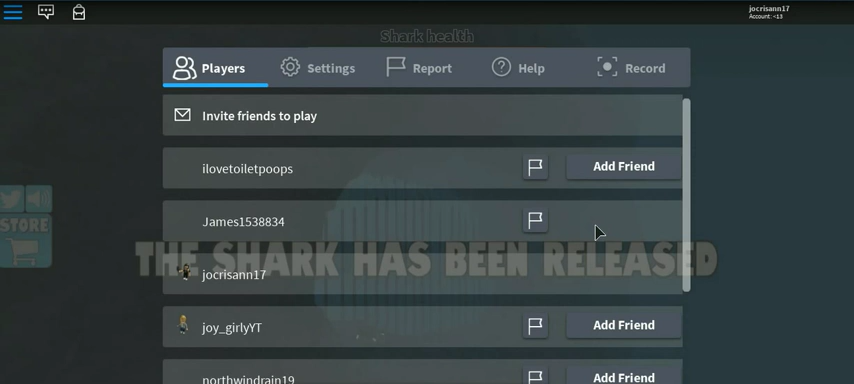 jocrisann17
Account: <13
Shark health
Players
Settings
Report
Help
Record
Invite friends to play
ilovetoiletpoops
Add Friend
James1538834
STORE
THE SHARK HAS BEEN RELEASED
jocrisann17
joy_girlyYT
Add Friend
northwindrain19
Add Friend